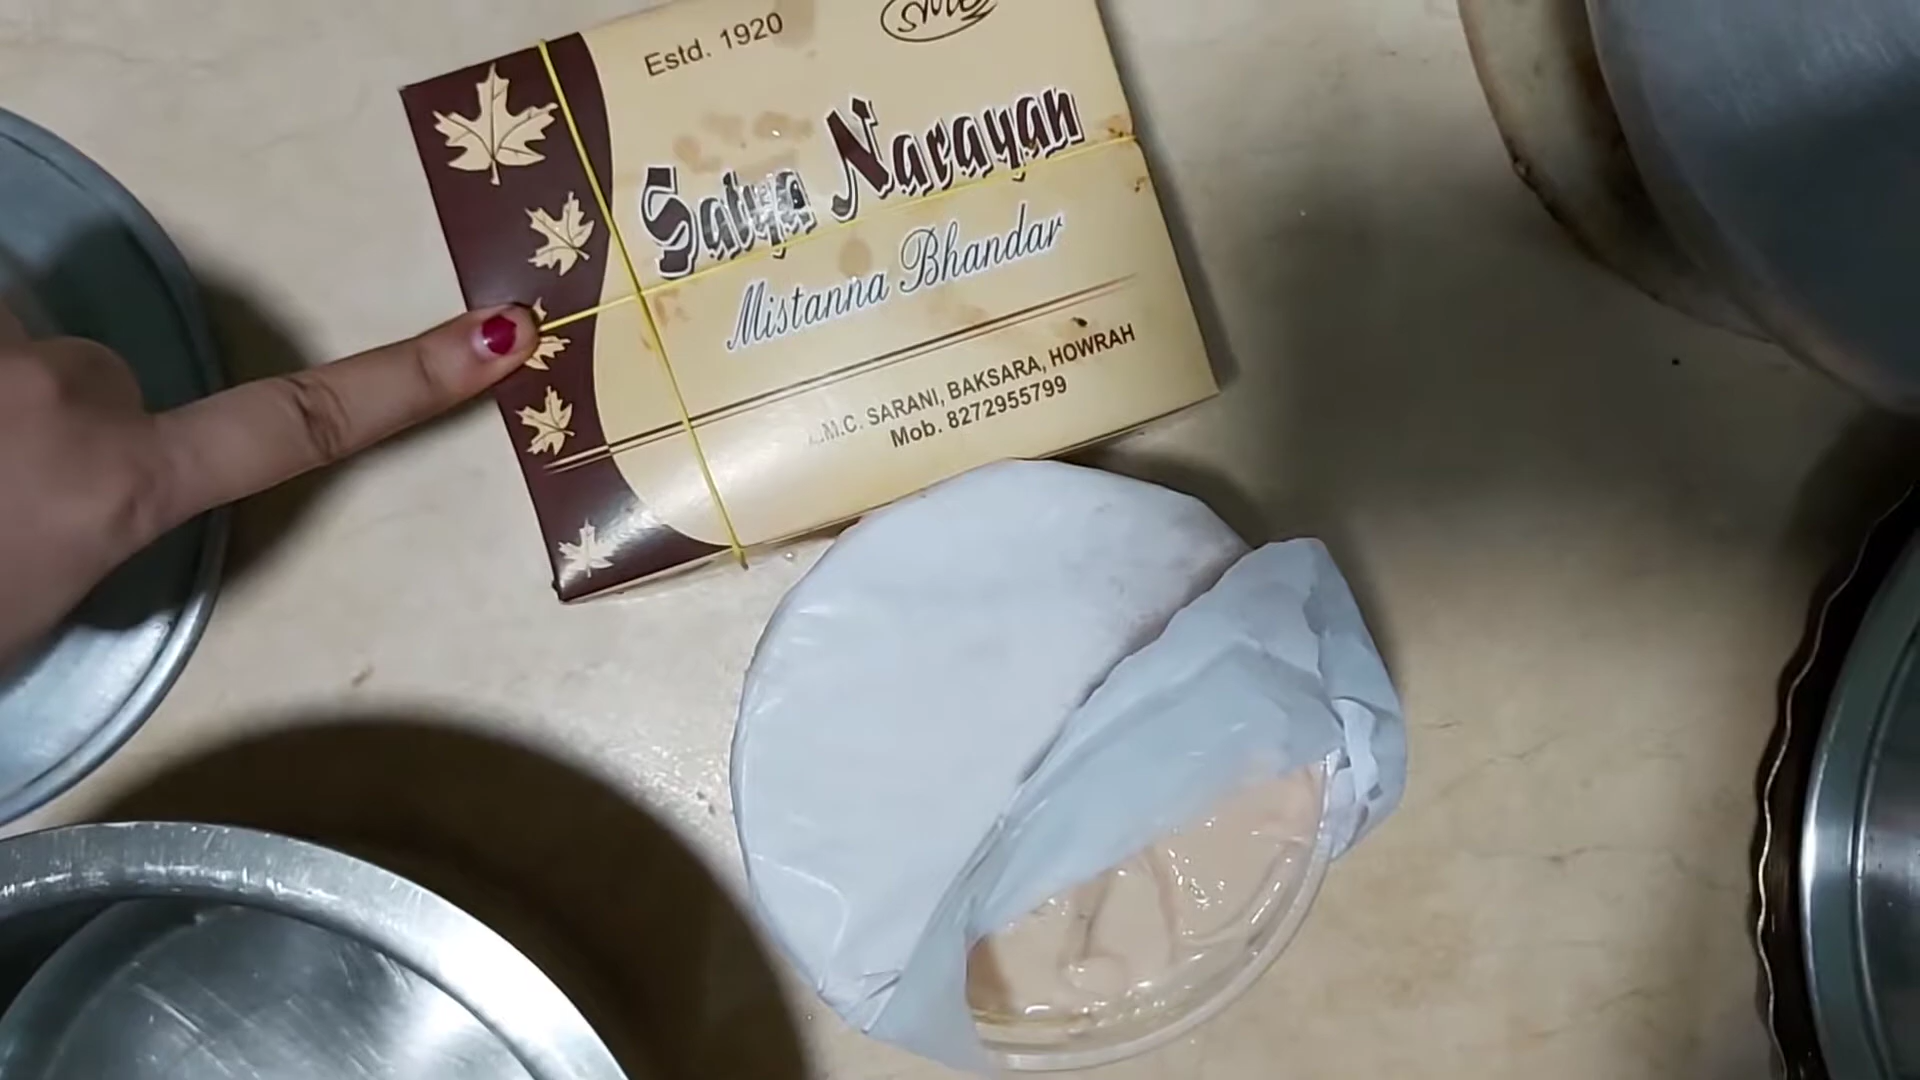 Estd. 1920
Satya Narayan
Mistanna Bhandar
M.C. SARANI, BAKSARA, HOWRAH
Mob. 8272955799